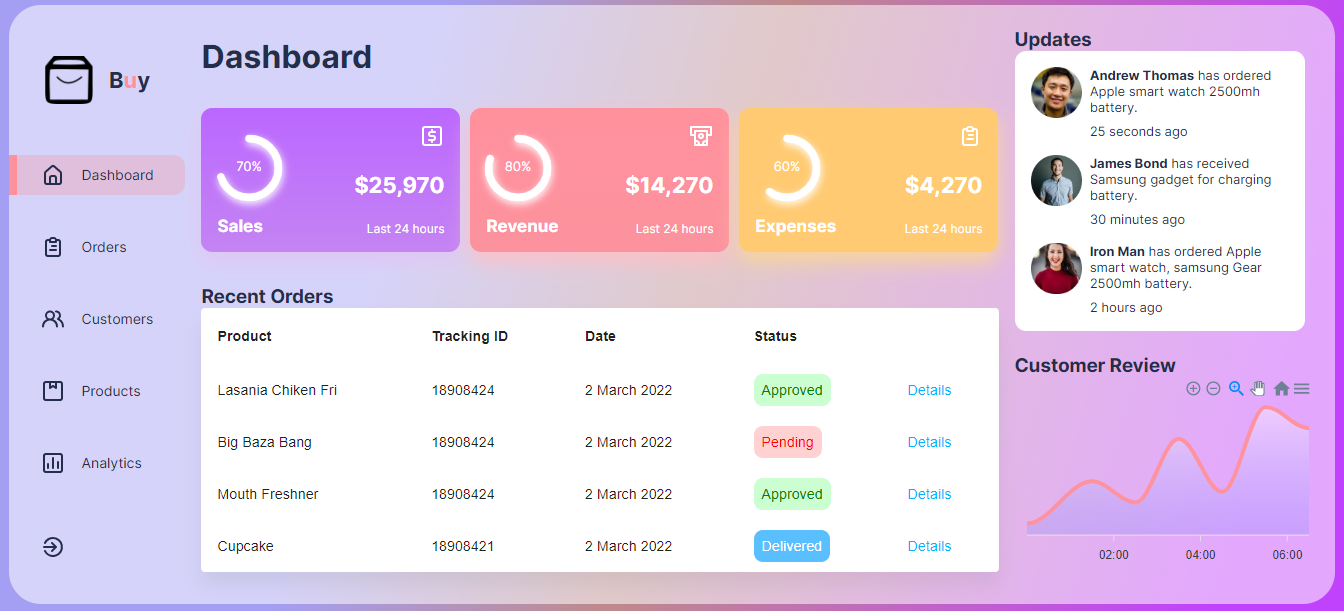 Buy
Dashboard
Orders
Customers
Products
Analytics
Dashboard
70%
$25,970
Sales
Last 24 hours
80%
$14,270
Revenue
Last 24 hours
60%
$4,270
Expenses
Last 24 hours
Recent Orders
Product Tracking ID Date Status
Lasania Chiken Fri 18908424 2 March 2022 Approved Details
Big Baza Bang 18908424 2 March 2022 Pending Details
Mouth Freshner 18908424 2 March 2022 Approved Details
Cupcake 18908421 2 March 2022 Delivered Details
Updates
Andrew Thomas has ordered
Apple smart watch 2500mh
battery.
25 seconds ago
James Bond has received
Samsung gadget for charging
battery.
30 minutes ago
Iron Man has ordered Apple
smart watch, samsung Gear
2500mh battery.
2 hours ago
Customer Review
02:00 04:00 06:00